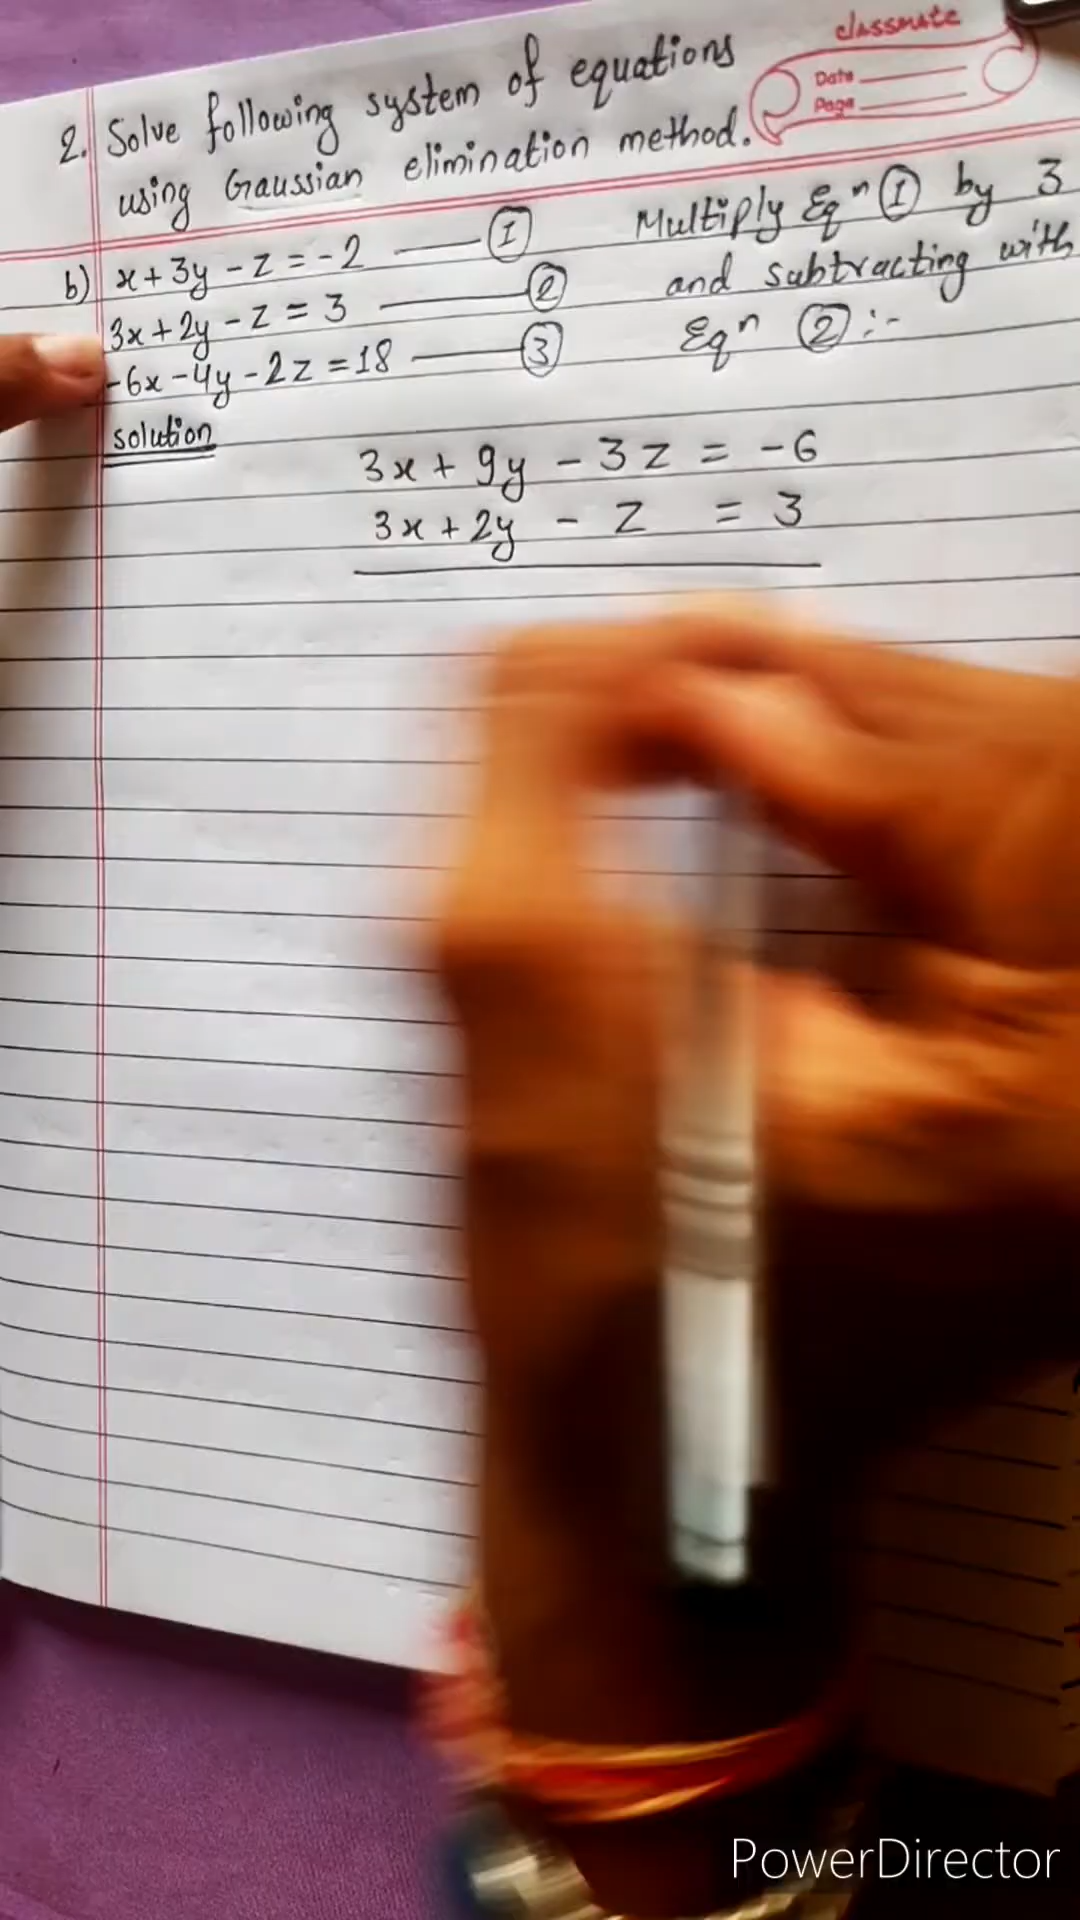 classmate
Date
Page
2. Solve following system of equations
using Gaussian elimination method.
b) x + 3y - z = -2 ——— ①
3x + 2y - z = 3 ——— ②
-6x - 4y - 2z = 18 ——— ③
Multiply Eqⁿ ① by 3
and subtracting with
Eqⁿ ② :-
solution
3x + 9y - 3z = -6
3x + 2y - z = 3
PowerDirector